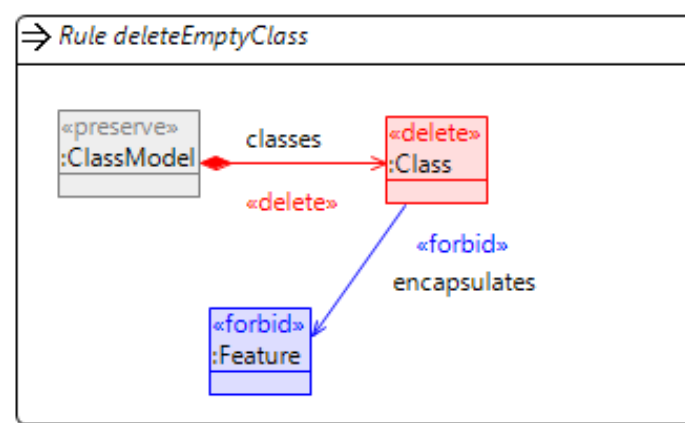 Rule deleteEmptyClass
«preserve»
:ClassModel
classes
«delete»
«delete»
:Class
«forbid»
encapsulates
«forbid»
:Feature